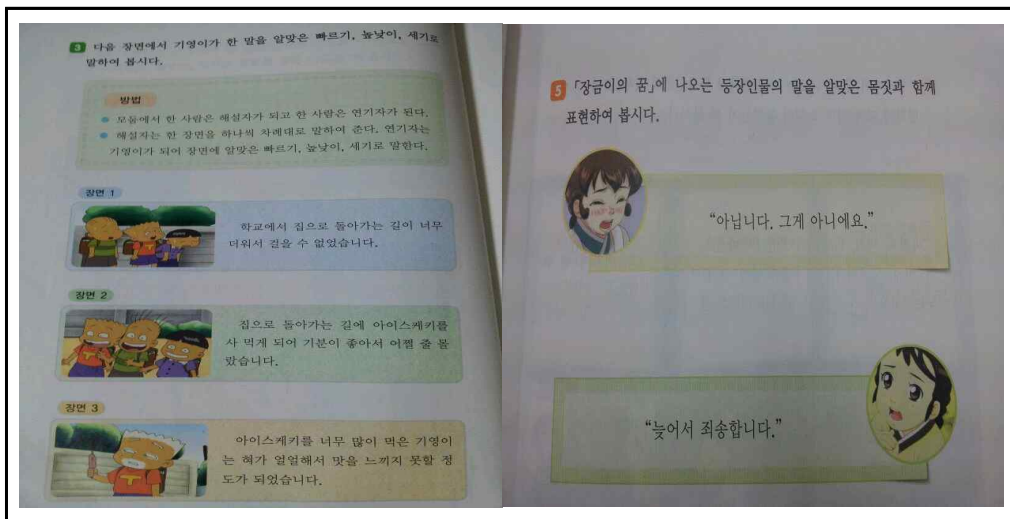 3 다음 장면에서 기영이가 한 말을 알맞은 빠르기, 높낮이, 세기로
말하여 봅시다.
방법
● 모둠에서 한 사람은 해설자가 되고 한 사람은 연기자가 된다.
● 해설자는 한 장면을 하나씩 차례대로 말하여 준다. 연기자는
기영이가 되어 장면에 알맞은 빠르기, 높낮이, 세기로 말한다.
장면 1
학교에서 집으로 돌아가는 길이 너무
더워서 걸을 수 없었습니다.
장면 2
집으로 돌아가는 길에 아이스케키를
사 먹게 되어 기분이 좋아서 어쩔 줄 몰
랐습니다.
장면 3
아이스케키를 너무 많이 먹은 기영이
는 혀가 얼얼해서 맛을 느끼지 못할 정
도가 되었습니다.
5 「장금이의 꿈」에 나오는 등장인물의 말을 알맞은 몸짓과 함께
표현하여 봅시다.
“아닙니다. 그게 아니에요.”
“늦어서 죄송합니다.”